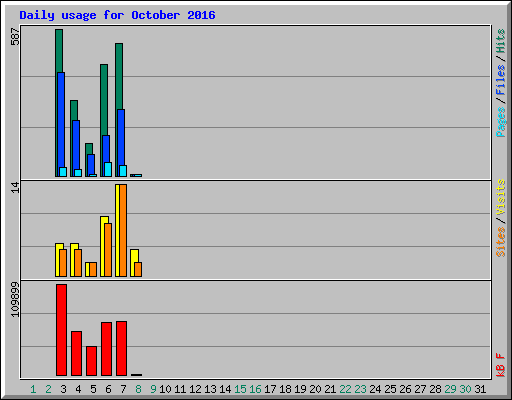 Daily usage for October 2016
587
Pages / Files / Hits
14
Sites / Visits
109899
kB F
1 2 3 4 5 6 7 8 9 10 11 12 13 14 15 16 17 18 19 20 21 22 23 24 25 26 27 28 29 30 31